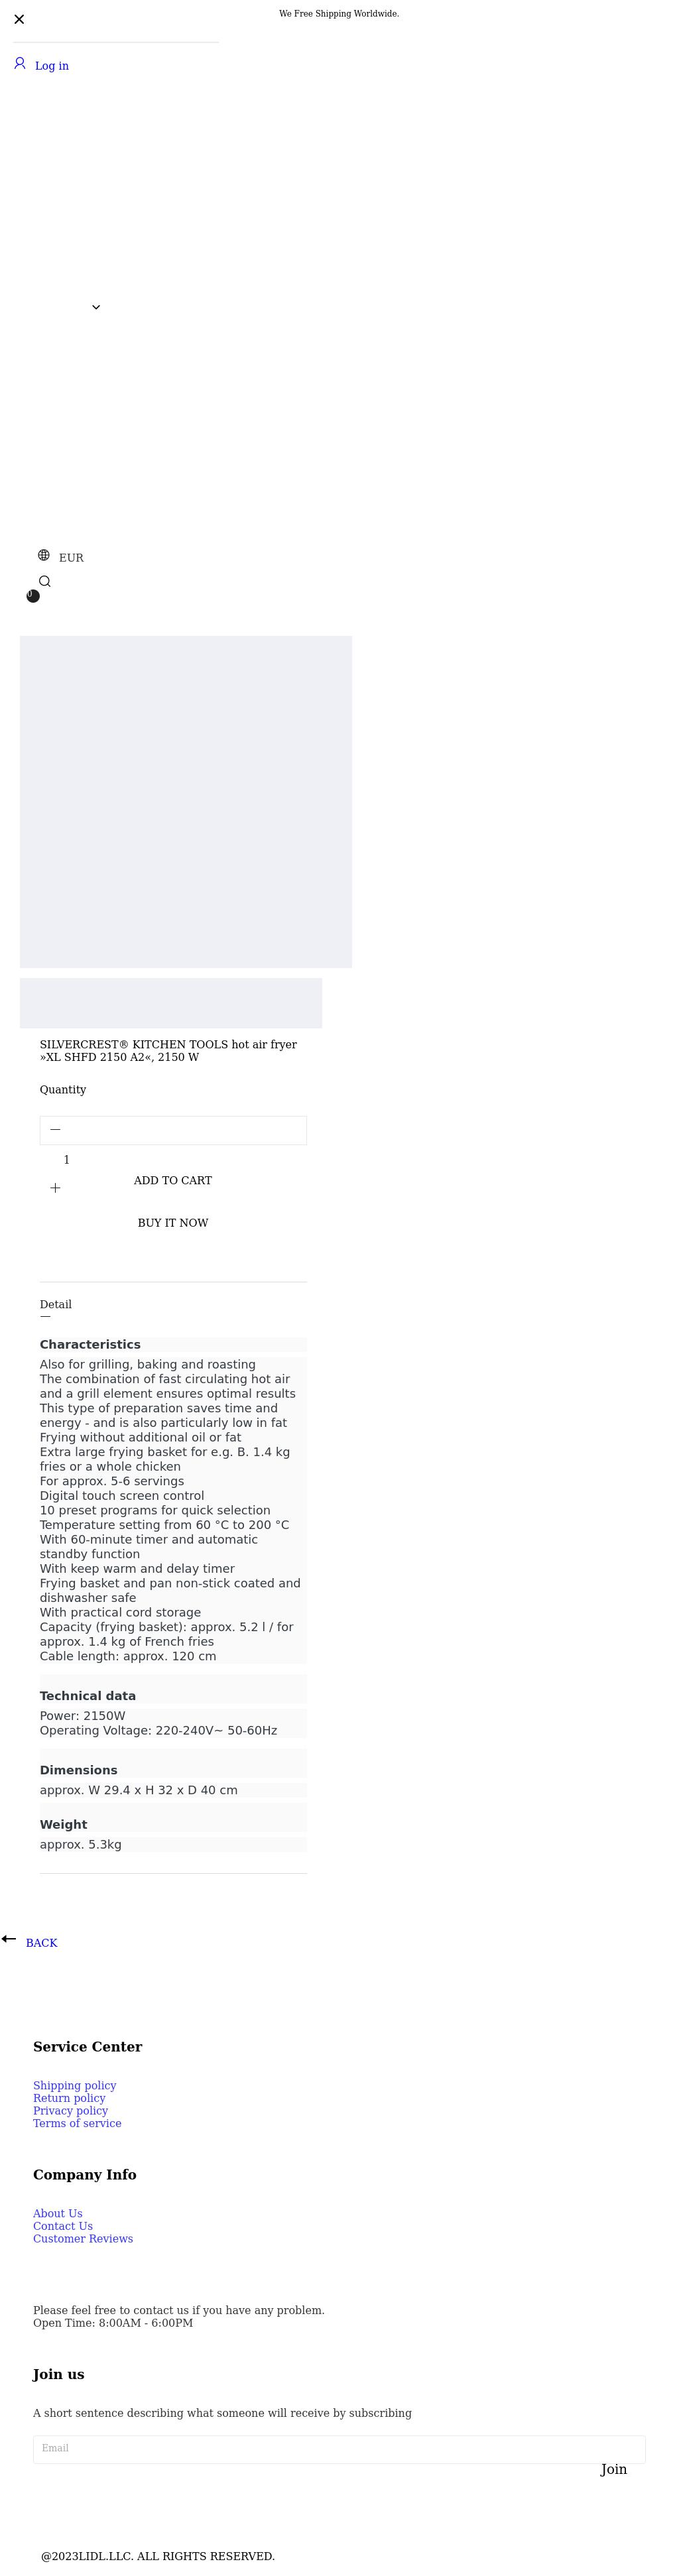 We Free Shipping Worldwide.
Log in
EUR
0
SILVERCREST® KITCHEN TOOLS hot air fryer
»XL SHFD 2150 A2«, 2150 W
Quantity
1
ADD TO CART
BUY IT NOW
Detail
Characteristics
Also for grilling, baking and roasting
The combination of fast circulating hot air
and a grill element ensures optimal results
This type of preparation saves time and
energy - and is also particularly low in fat
Frying without additional oil or fat
Extra large frying basket for e.g. B. 1.4 kg
fries or a whole chicken
For approx. 5-6 servings
Digital touch screen control
10 preset programs for quick selection
Temperature setting from 60 °C to 200 °C
With 60-minute timer and automatic
standby function
With keep warm and delay timer
Frying basket and pan non-stick coated and
dishwasher safe
With practical cord storage
Capacity (frying basket): approx. 5.2 l / for
approx. 1.4 kg of French fries
Cable length: approx. 120 cm
Technical data
Power: 2150W
Operating Voltage: 220-240V~ 50-60Hz
Dimensions
approx. W 29.4 x H 32 x D 40 cm
Weight
approx. 5.3kg
BACK
Service Center
Shipping policy
Return policy
Privacy policy
Terms of service
Company Info
About Us
Contact Us
Customer Reviews
Please feel free to contact us if you have any problem.
Open Time: 8:00AM - 6:00PM
Join us
A short sentence describing what someone will receive by subscribing
Email
Join
@2023LIDL.LLC. ALL RIGHTS RESERVED.